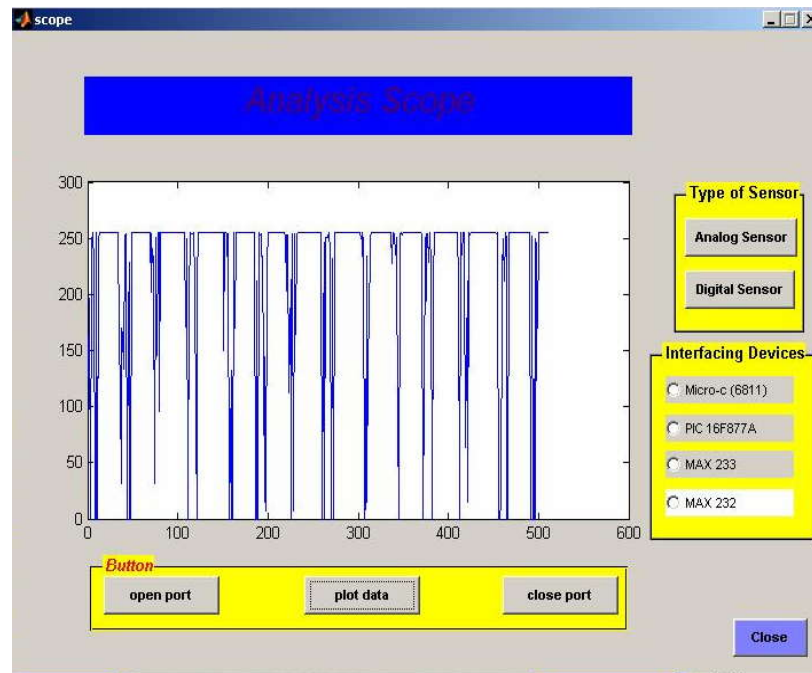 scope
Analysis Scope
300
250
200
150
100
50
0
0 100 200 300 400 500 600
Type of Sensor
Analog Sensor
Digital Sensor
Interfacing Devices
Micro-c (6811)
PIC 16F877A
MAX 233
MAX 232
Button
open port plot data close port
Close